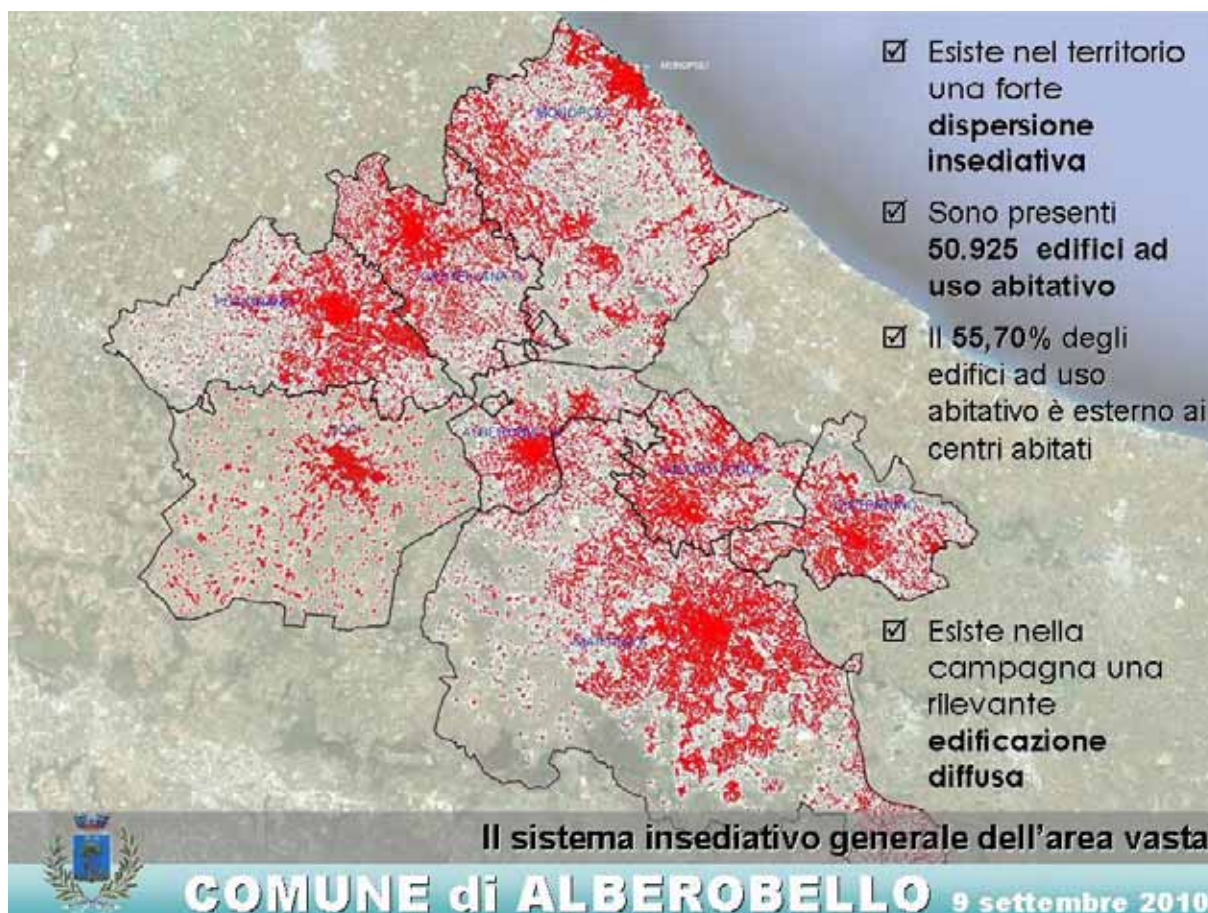 MONOPOLI
MONOPOLI
☑ Esiste nel territorio
una forte
dispersione
insediativa
☑ Sono presenti
50.925 edifici ad
uso abitativo
☑ Il 55,70% degli
edifici ad uso
abitativo è esterno ai
centri abitati
☑ Esiste nella
campagna una
rilevante
edificazione
diffusa
Il sistema insediativo generale dell'area vasta
COMUNE di ALBEROBELLO 9 settembre 2010